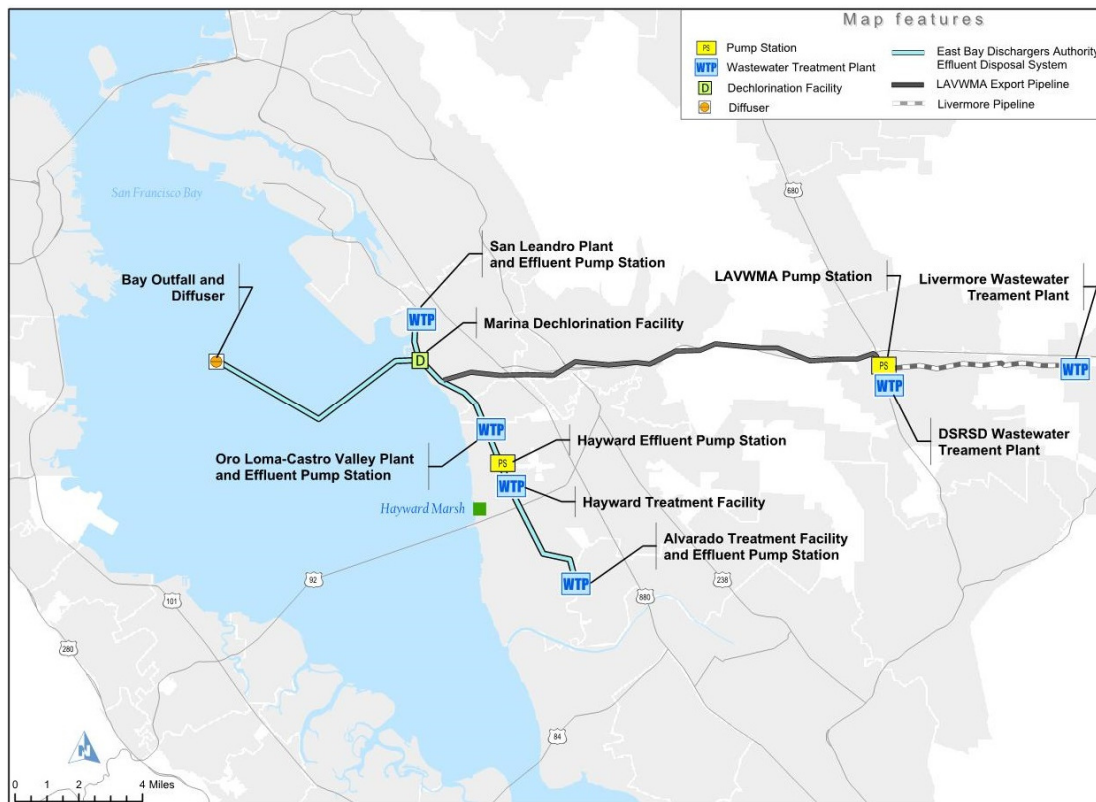 Map features
PS Pump Station
WTP Wastewater Treatment Plant
D Dechlorination Facility
Diffuser
East Bay Dischargers Authority
Effluent Disposal System
LAVWMA Export Pipeline
Livermore Pipeline
San Francisco Bay
680
San Leandro Plant
and Effluent Pump Station
LAVWMA Pump Station
Livermore Wastewater
Treament Plant
Bay Outfall and
Diffuser
WTP
Marina Dechlorination Facility
D
PS
WTP
WTP
DSRSD Wastewater
Treament Plant
WTP
Hayward Effluent Pump Station
Oro Loma-Castro Valley Plant
and Effluent Pump Station
PS
WTP
Hayward Treatment Facility
Hayward Marsh
Alvarado Treatment Facility
and Effluent Pump Station
WTP
92
238
101
880
280
84
N
0 1 2 4 Miles